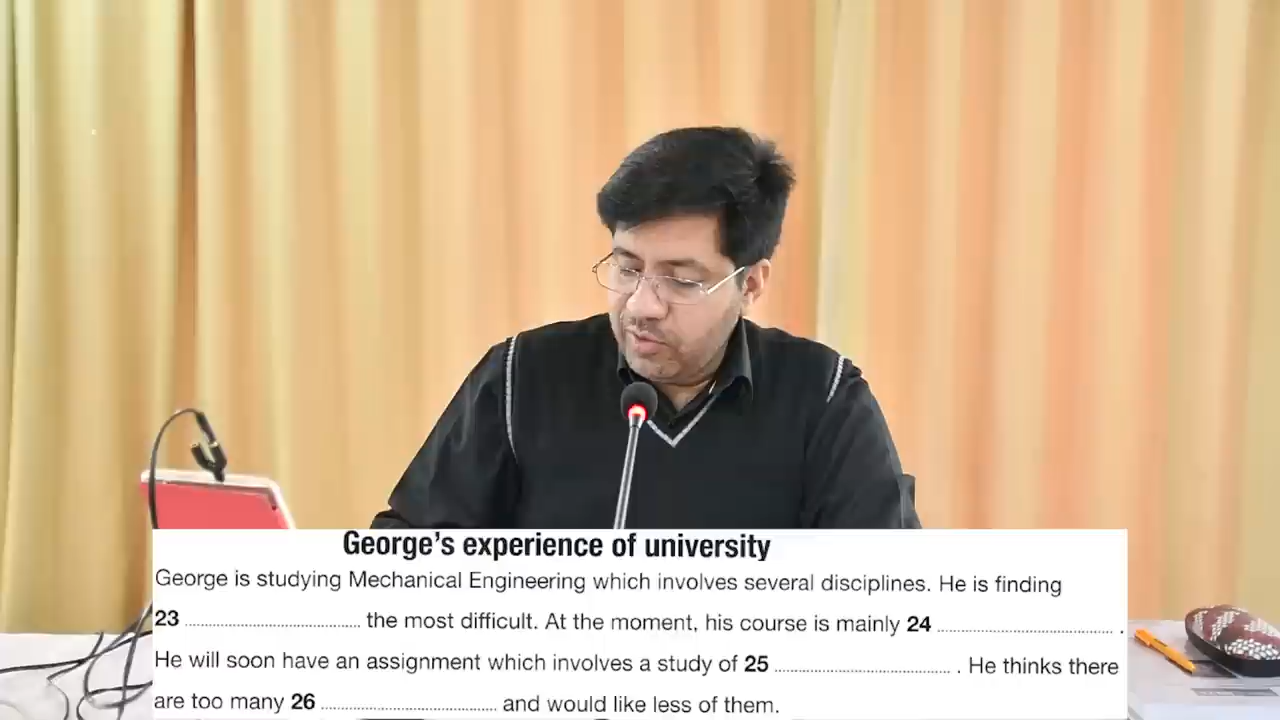 George's experience of university
George is studying Mechanical Engineering which involves several disciplines. He is finding
23 ........................................ the most difficult. At the moment, his course is mainly 24 ........................................ .
He will soon have an assignment which involves a study of 25 ........................................ . He thinks there
are too many 26 ........................................ and would like less of them.